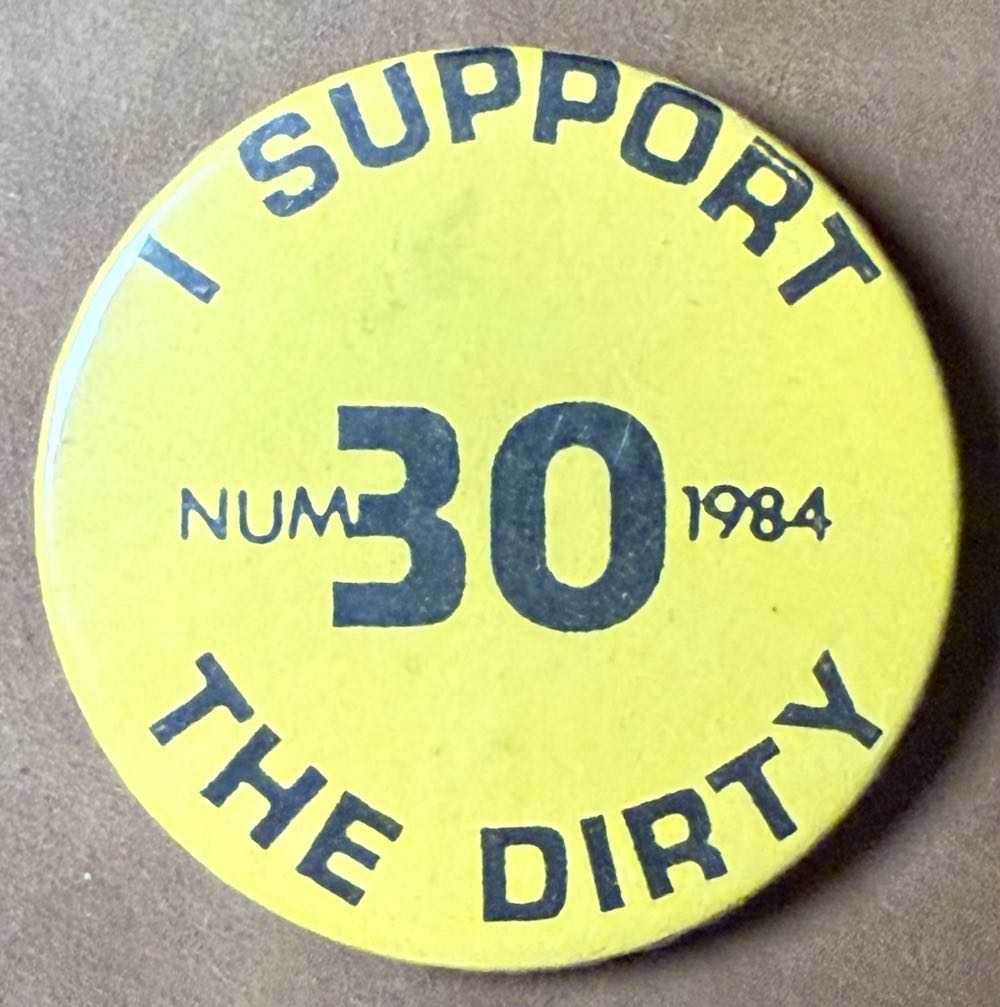 I SUPPORT
NUM 30 1984
THE DIRTY